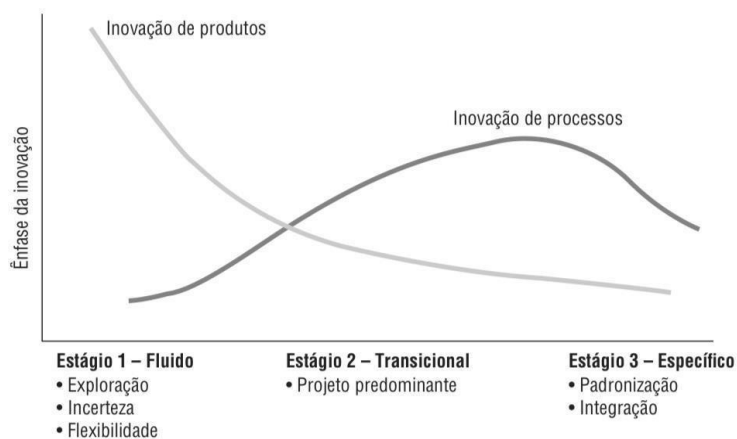 Inovação de produtos
Inovação de processos
Ênfase da inovação
Estágio 1 – Fluido
• Exploração
• Incerteza
• Flexibilidade
Estágio 2 – Transicional
• Projeto predominante
Estágio 3 – Específico
• Padronização
• Integração